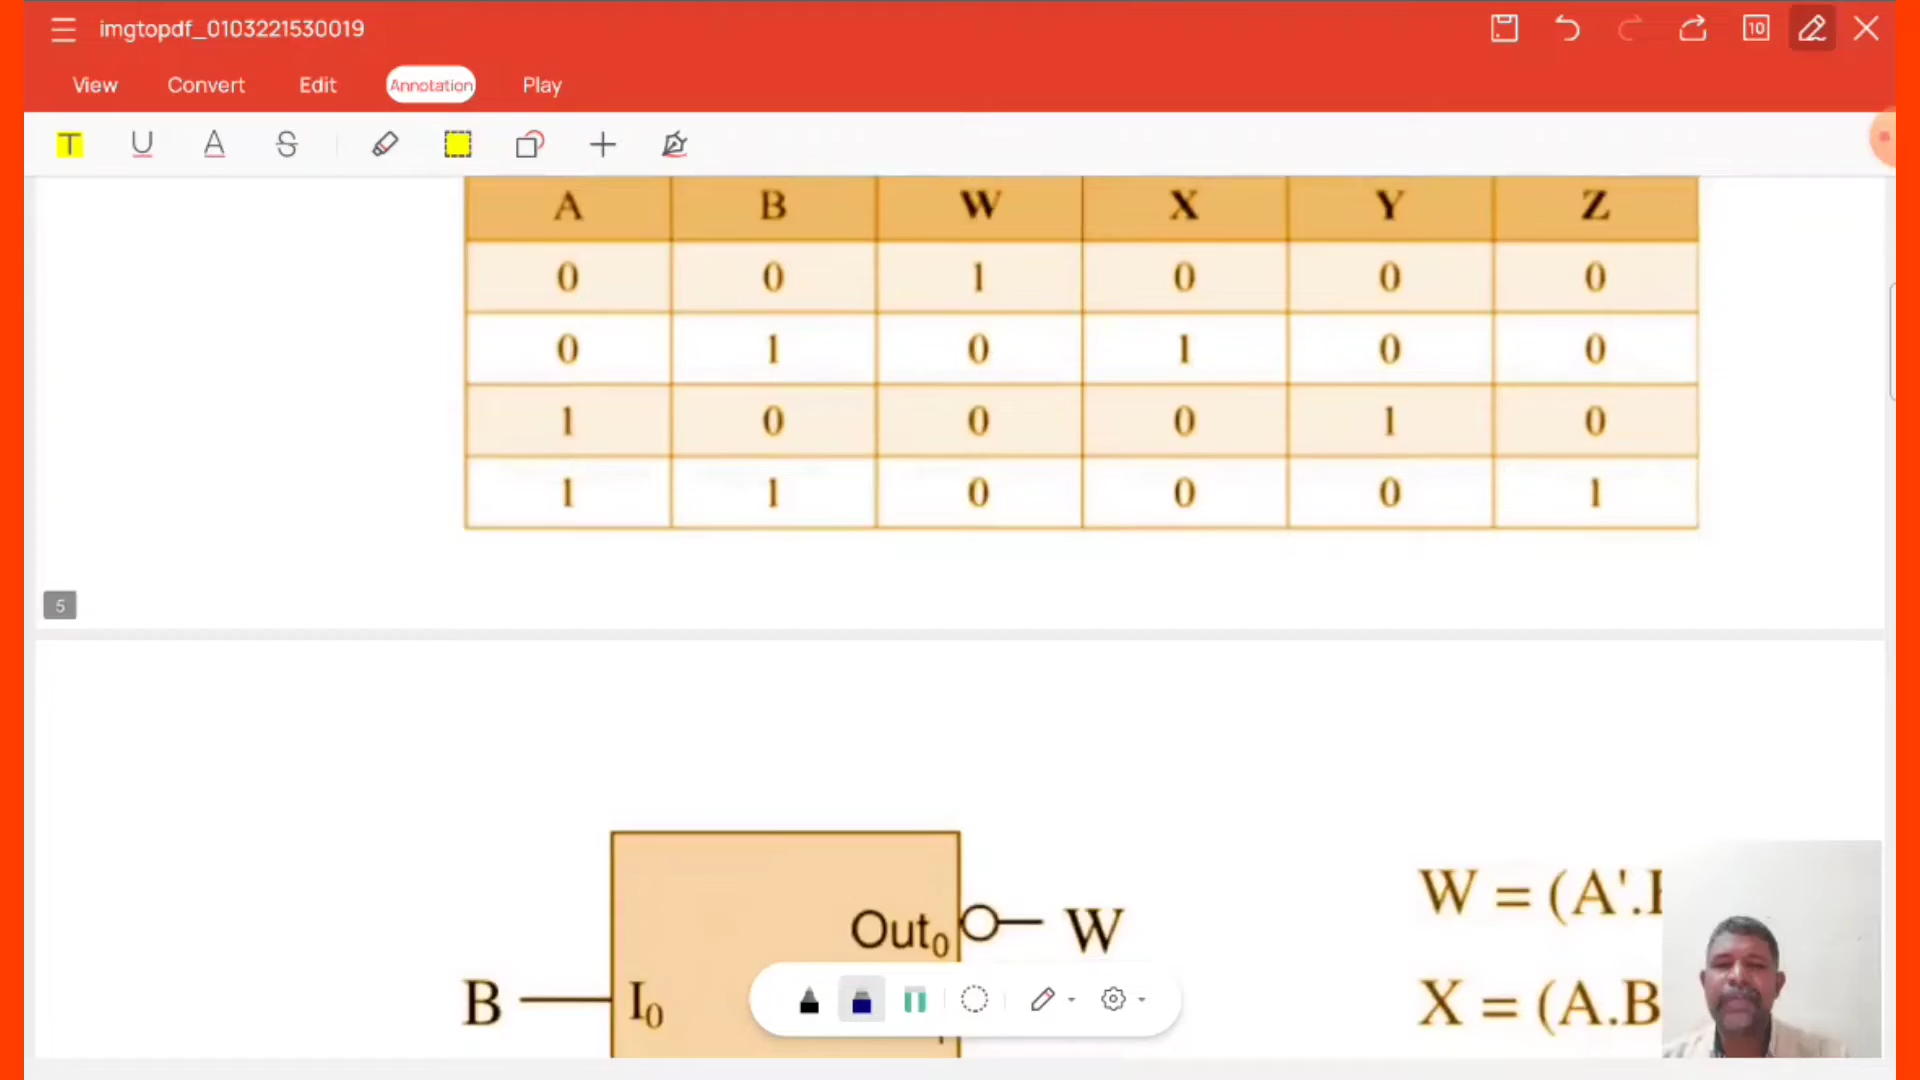 imgtopdf_0103221530019
10
View Convert Edit Annotation Play
T U A S
A B W X Y Z
0 0 1 0 0 0
0 1 0 1 0 0
1 0 0 0 1 0
1 1 0 0 0 1
5
Out0 W
W = (A'.
B I0
X = (A.B